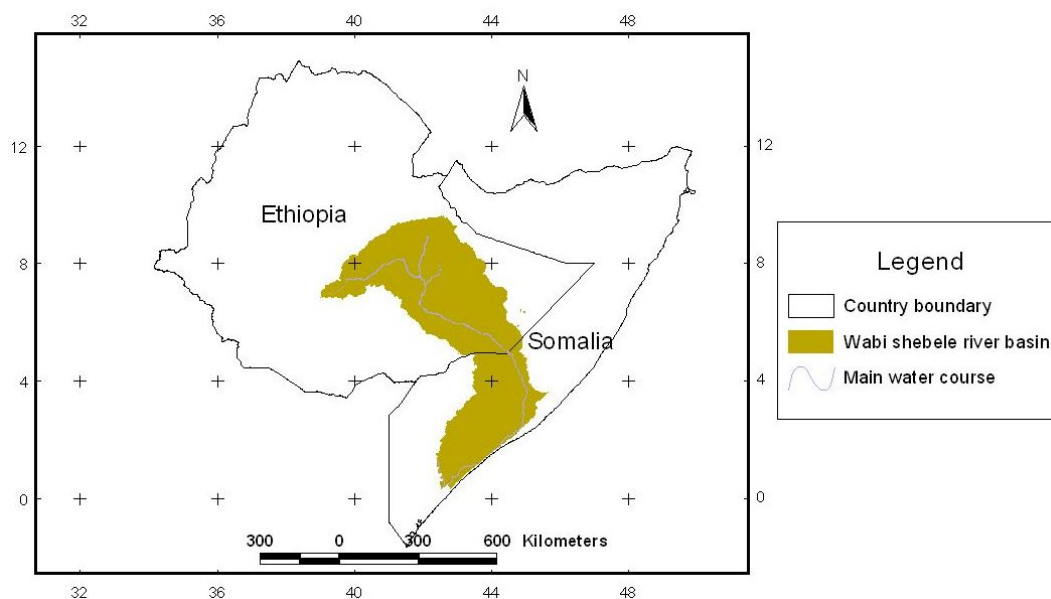 32 36 40 44 48
N
12 12
Ethiopia
8 8
Somalia
4 4
0 0
300 0 300 600 Kilometers
32 36 40 44 48
Legend
Country boundary
Wabi shebele river basin
Main water course